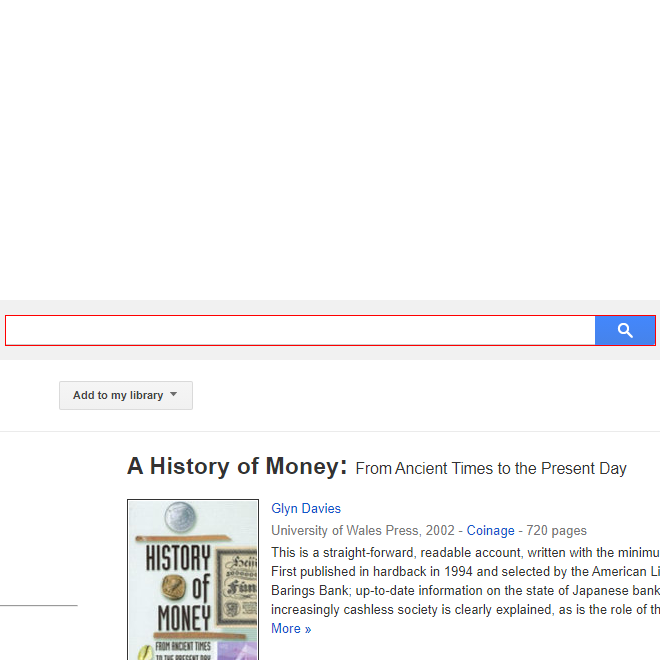 Add to my library
A History of Money: From Ancient Times to the Present Day
Glyn Davies
University of Wales Press, 2002 - Coinage - 720 pages
This is a straight-forward, readable account, written with the minimu
First published in hardback in 1994 and selected by the American Li
Barings Bank; up-to-date information on the state of Japanese bank
increasingly cashless society is clearly explained, as is the role of th
More »
HISTORY
of
MONEY
FROM ANCIENT TIMES
TO THE PRESENT DAY